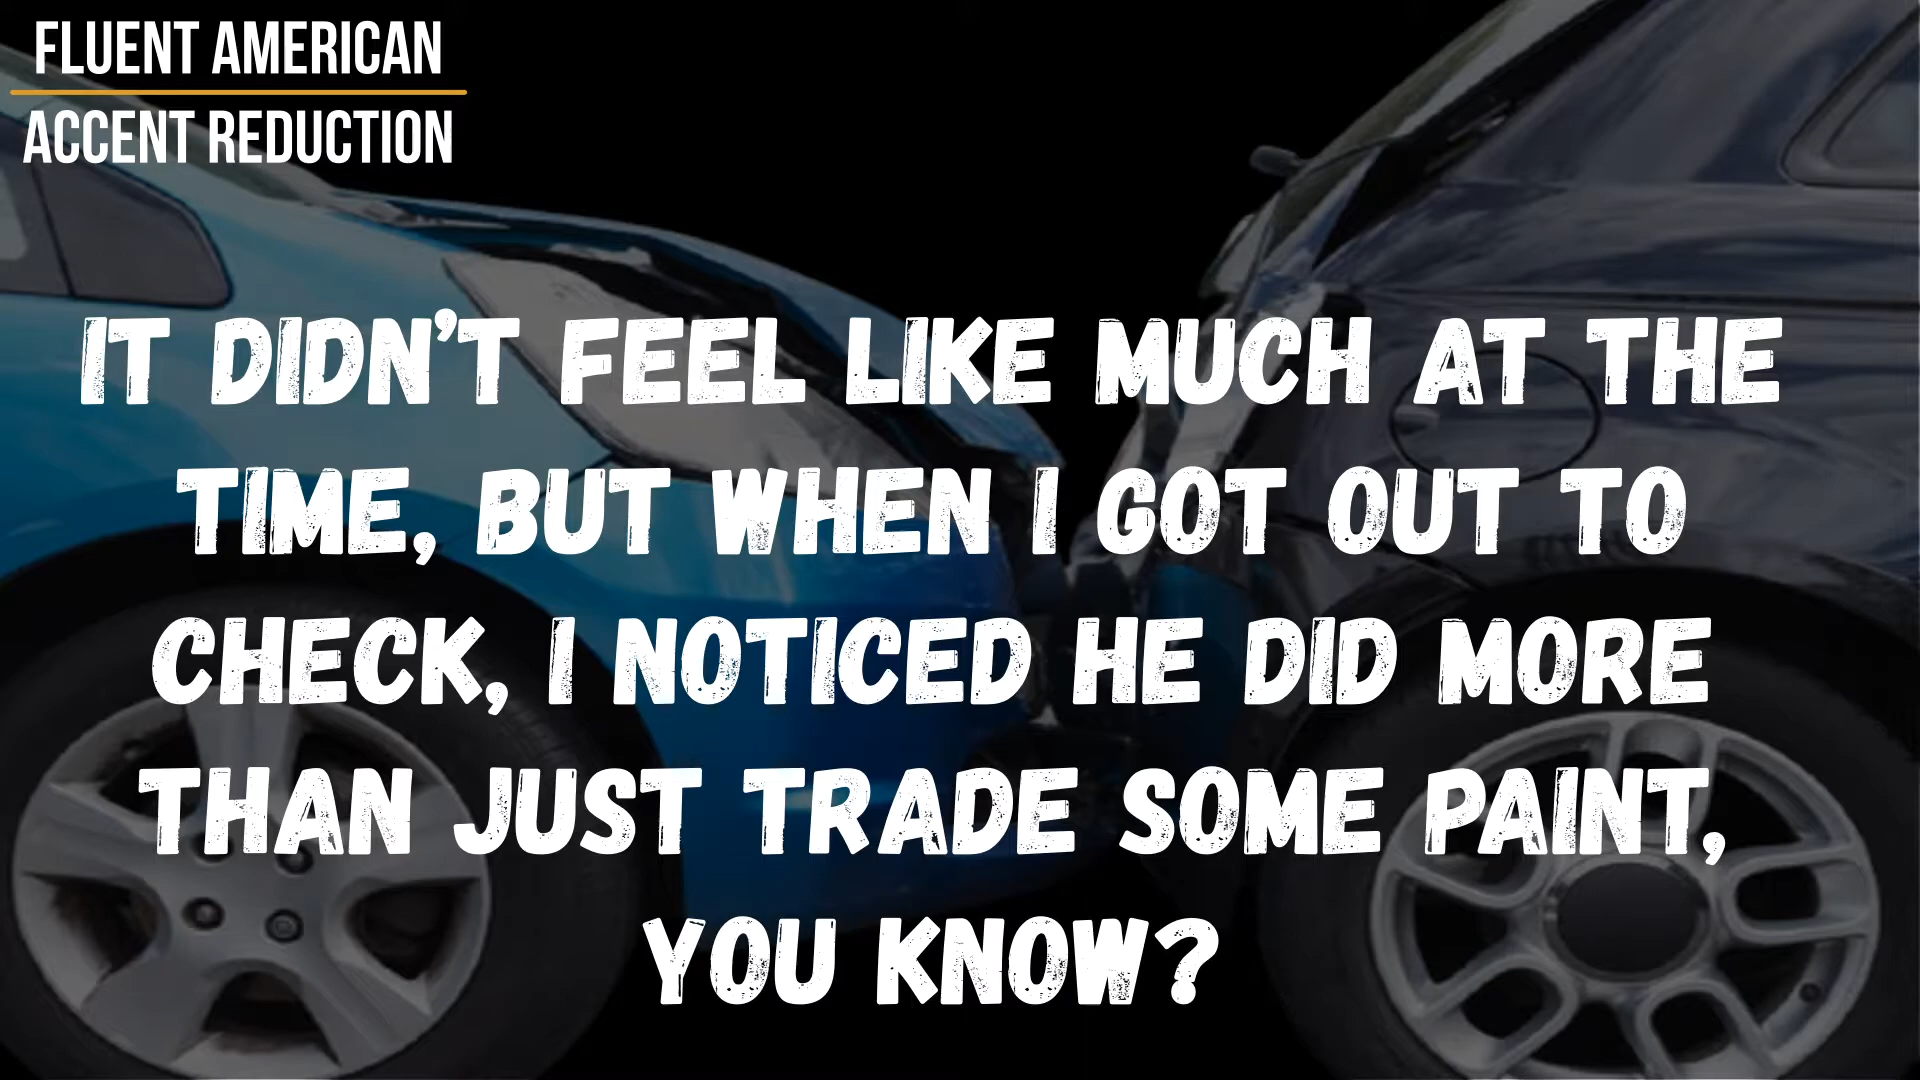 FLUENT AMERICAN
ACCENT REDUCTION
IT DIDN'T FEEL LIKE MUCH AT THE
TIME, BUT WHEN I GOT OUT TO
CHECK, I NOTICED HE DID MORE
THAN JUST TRADE SOME PAINT,
YOU KNOW?